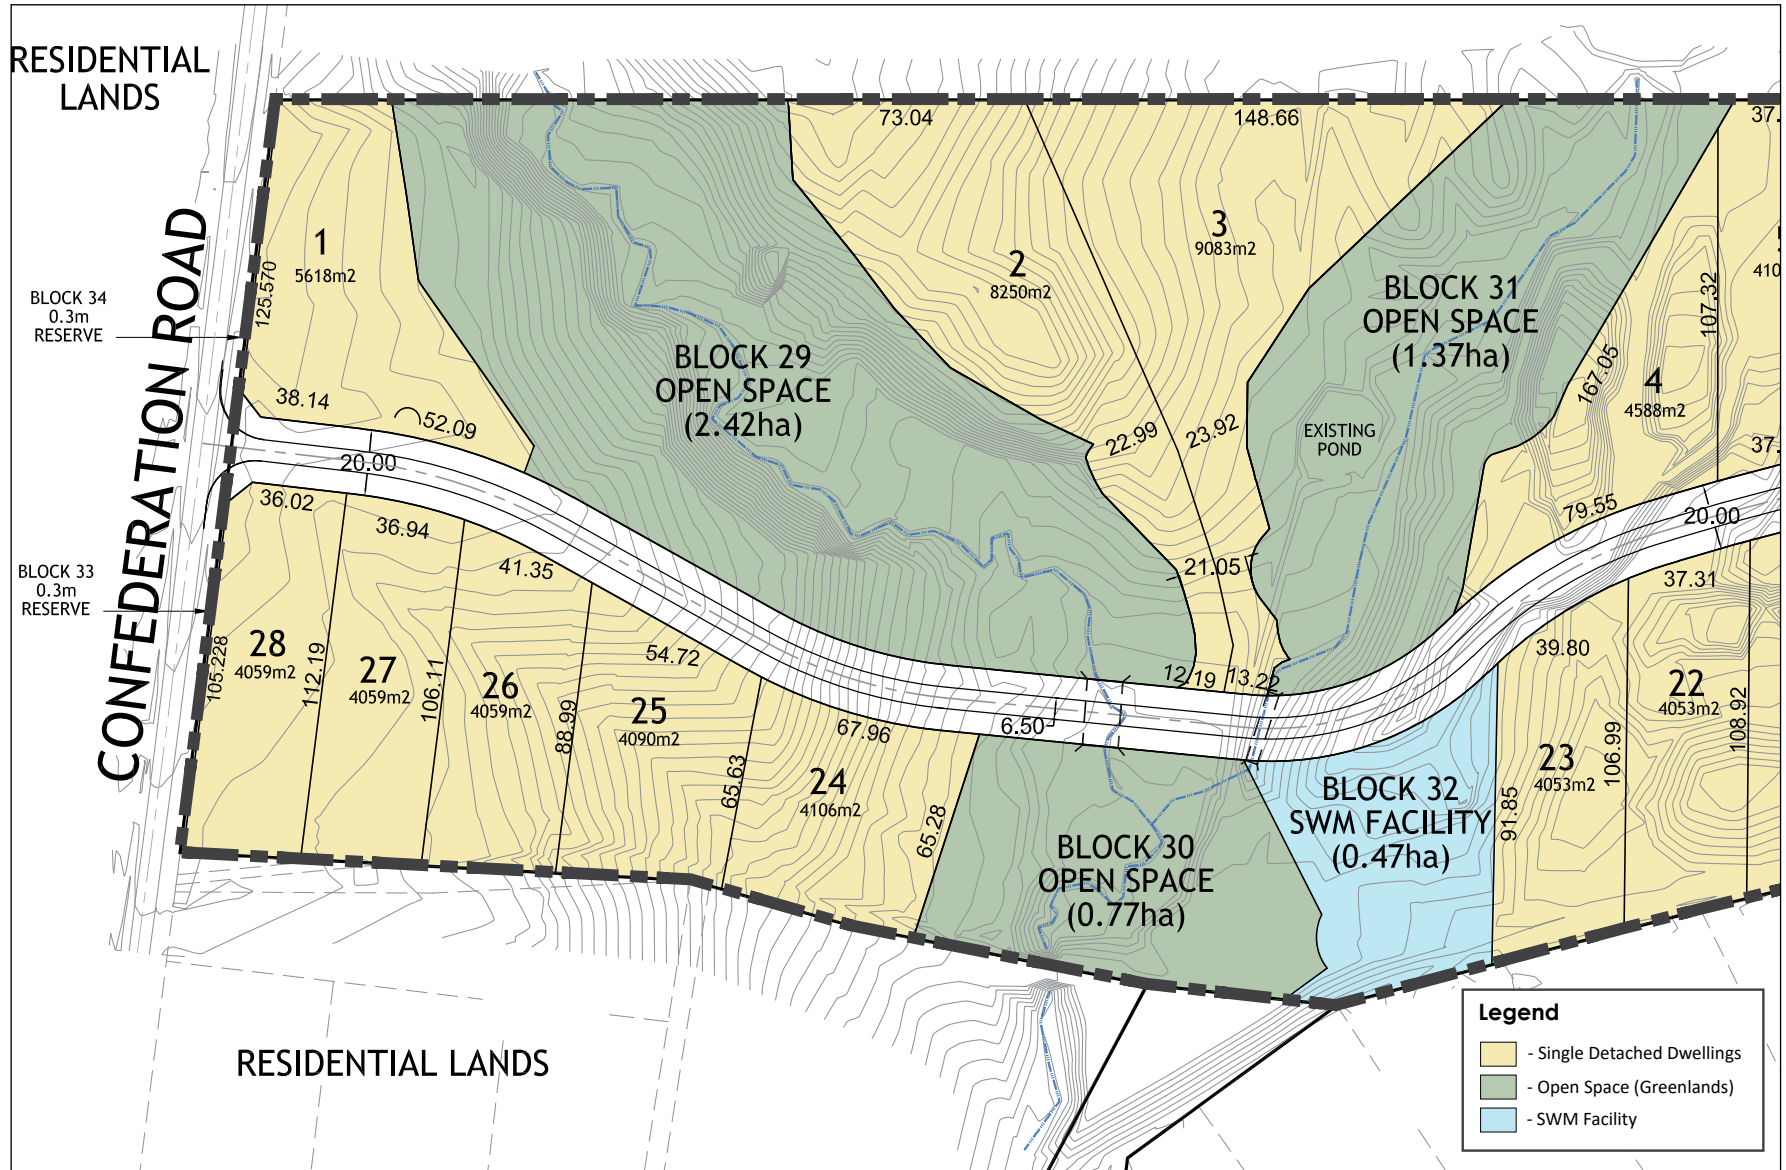 RESIDENTIAL
LANDS
73.04
148.66
37.
1
5618m2
125.570
BLOCK 34
0.3m
RESERVE
CONFEDERATION ROAD
2
8250m2
3
9083m2
BLOCK 31
OPEN SPACE
(1.37ha)
107.32
410
BLOCK 29
OPEN SPACE
(2.42ha)
167.05
4
4588m2
38.14
52.09
22.99
23.92
EXISTING
POND
37.
20.00
36.02
36.94
41.35
79.55
20.00
21.05
37.31
BLOCK 33
0.3m
RESERVE
105.228
28
4059m2
112.19
27
4059m2
106.11
26
4059m2
88.99
25
4090m2
54.72
65.63
12.19
13.22
39.80
22
4053m2
108.92
6.50
67.96
24
4106m2
65.28
23
4053m2
106.99
91.85
BLOCK 32
SWM FACILITY
(0.47ha)
BLOCK 30
OPEN SPACE
(0.77ha)
RESIDENTIAL LANDS
Legend
- Single Detached Dwellings
- Open Space (Greenlands)
- SWM Facility